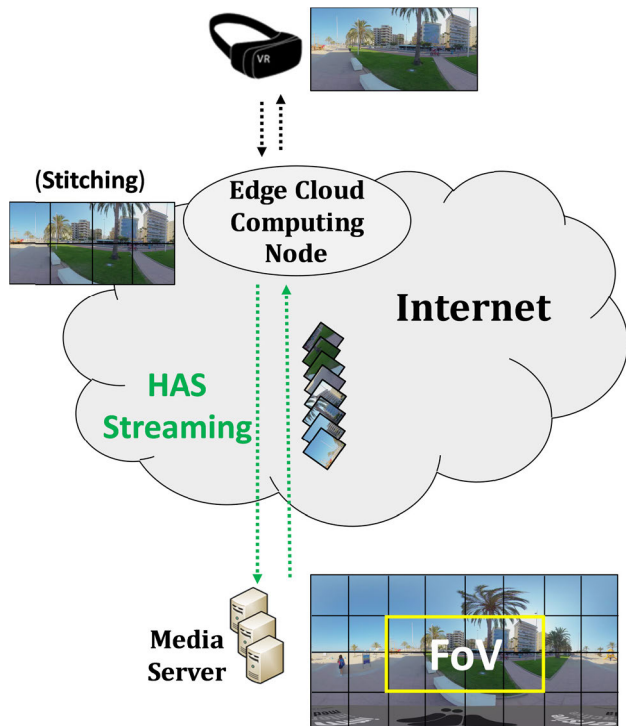 VR
(Stitching)
Edge Cloud
Computing
Node
Internet
HAS
Streaming
Media
Server
FoV